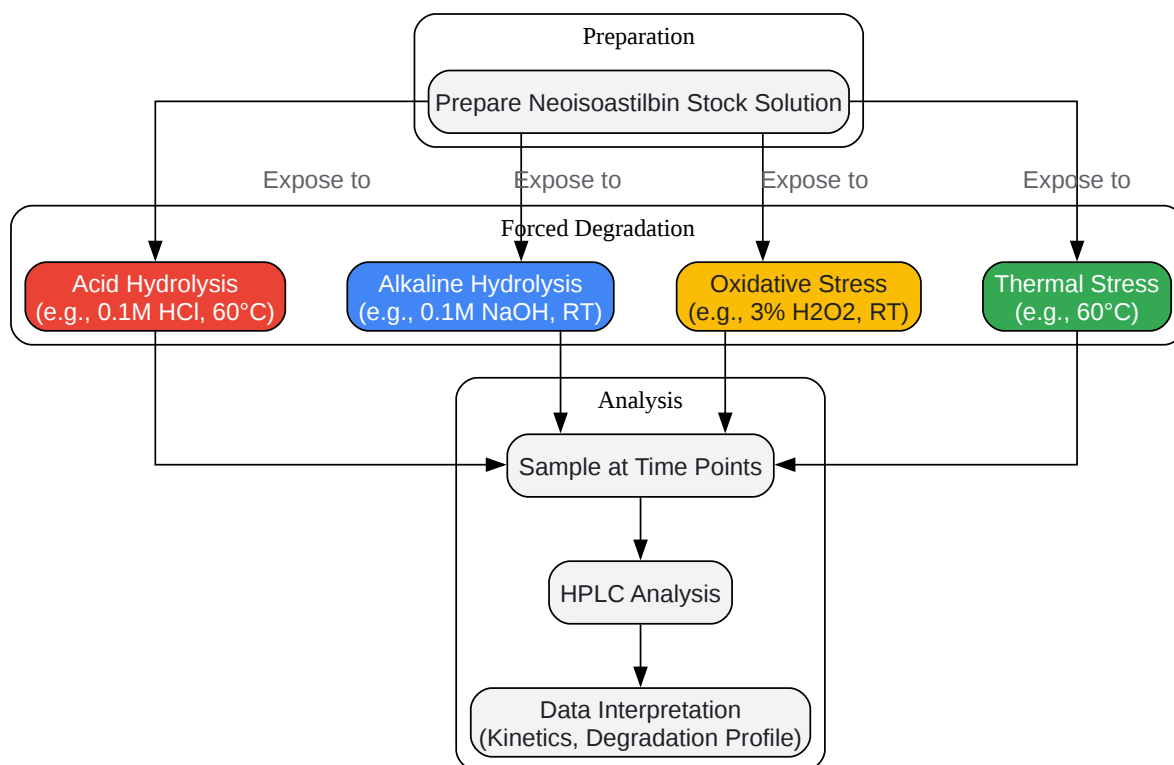 Preparation
Prepare Neoisoastilbin Stock Solution
Expose to
Expose to
Expose to
Expose to
Forced Degradation
Acid Hydrolysis
(e.g., 0.1M HCl, 60°C)
Alkaline Hydrolysis
(e.g., 0.1M NaOH, RT)
Oxidative Stress
(e.g., 3% H2O2, RT)
Thermal Stress
(e.g., 60°C)
Analysis
Sample at Time Points
HPLC Analysis
Data Interpretation
(Kinetics, Degradation Profile)